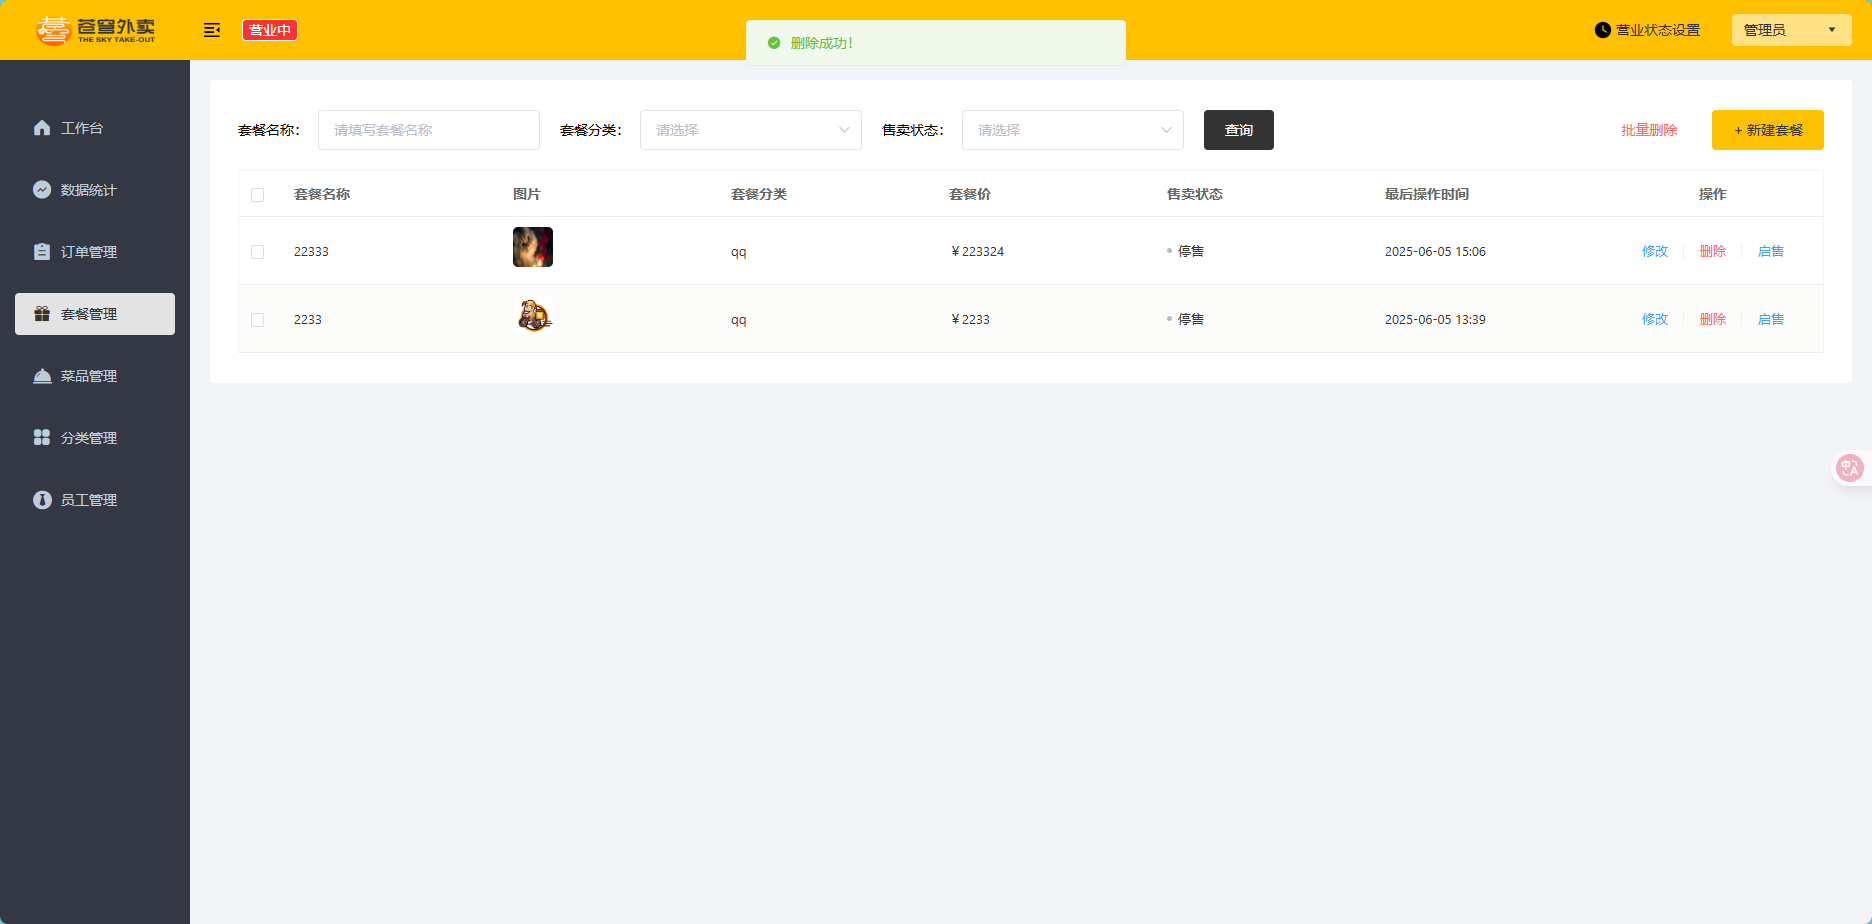 苍穹外卖
THE SKY TAKE-OUT
营业中
删除成功！
营业状态设置
管理员
工作台
数据统计
订单管理
套餐管理
菜品管理
分类管理
员工管理
套餐名称： 请填写套餐名称 套餐分类： 请选择 售卖状态： 请选择 查询 批量删除 + 新建套餐
套餐名称 图片 套餐分类 套餐价 售卖状态 最后操作时间 操作
22333 qq ￥223324 停售 2025-06-05 15:06 修改 删除 启售
2233 qq ￥2233 停售 2025-06-05 13:39 修改 删除 启售